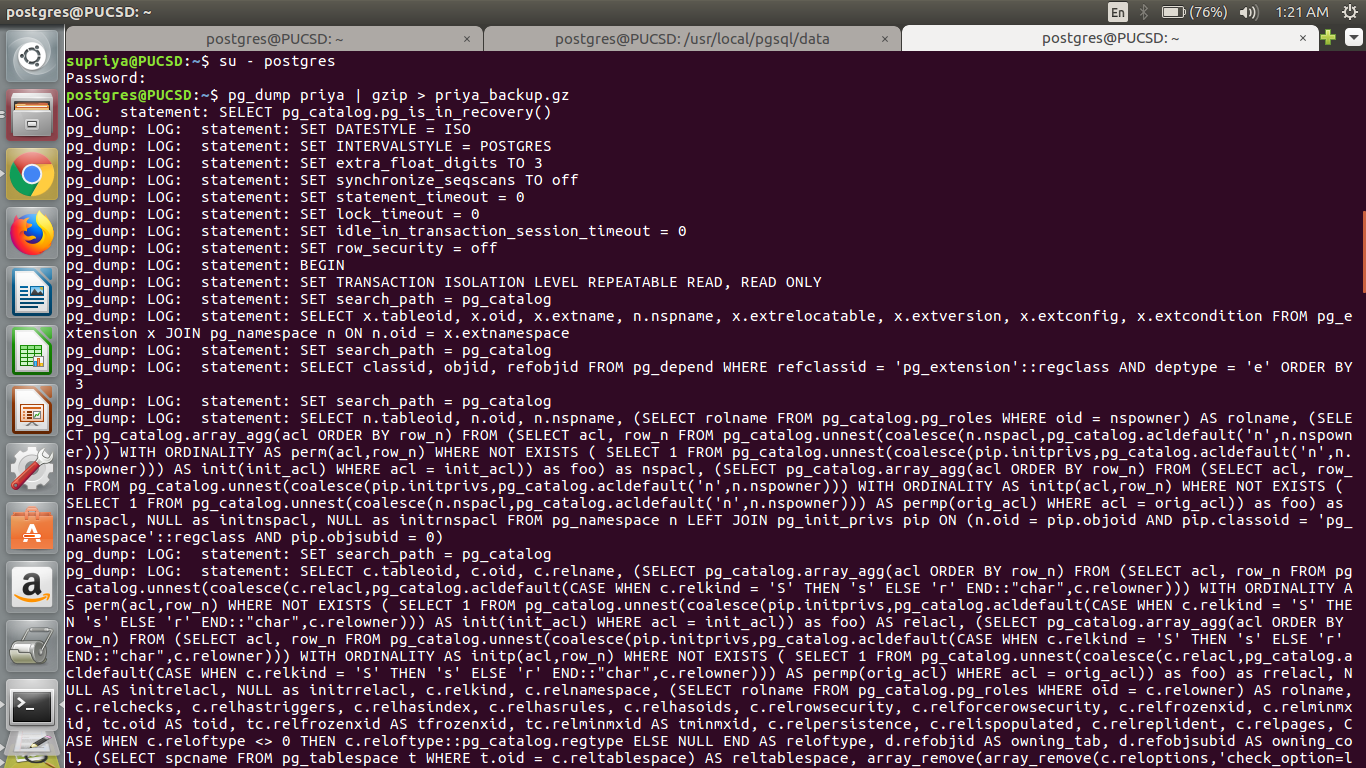 postgres@PUCSD: ~
En
(76%)
1:21 AM
postgres@PUCSD: ~ ×
postgres@PUCSD: /usr/local/pgsql/data ×
postgres@PUCSD: ~ ×
supriya@PUCSD:~$ su - postgres
Password:
postgres@PUCSD:~$ pg_dump priya | gzip > priya_backup.gz
LOG:  statement: SELECT pg_catalog.pg_is_in_recovery()
pg_dump: LOG:  statement: SET DATESTYLE = ISO
pg_dump: LOG:  statement: SET INTERVALSTYLE = POSTGRES
pg_dump: LOG:  statement: SET extra_float_digits TO 3
pg_dump: LOG:  statement: SET synchronize_seqscans TO off
pg_dump: LOG:  statement: SET statement_timeout = 0
pg_dump: LOG:  statement: SET lock_timeout = 0
pg_dump: LOG:  statement: SET idle_in_transaction_session_timeout = 0
pg_dump: LOG:  statement: SET row_security = off
pg_dump: LOG:  statement: BEGIN
pg_dump: LOG:  statement: SET TRANSACTION ISOLATION LEVEL REPEATABLE READ, READ ONLY
pg_dump: LOG:  statement: SET search_path = pg_catalog
pg_dump: LOG:  statement: SELECT x.tableoid, x.oid, x.extname, n.nspname, x.extrelocatable, x.extversion, x.extconfig, x.extcondition FROM pg_e
xtension x JOIN pg_namespace n ON n.oid = x.extnamespace
pg_dump: LOG:  statement: SET search_path = pg_catalog
pg_dump: LOG:  statement: SELECT classid, objid, refobjid FROM pg_depend WHERE refclassid = 'pg_extension'::regclass AND deptype = 'e' ORDER BY
 3
pg_dump: LOG:  statement: SET search_path = pg_catalog
pg_dump: LOG:  statement: SELECT n.tableoid, n.oid, n.nspname, (SELECT rolname FROM pg_catalog.pg_roles WHERE oid = nspowner) AS rolname, (SELE
CT pg_catalog.array_agg(acl ORDER BY row_n) FROM (SELECT acl, row_n FROM pg_catalog.unnest(coalesce(n.nspacl,pg_catalog.acldefault('n',n.nspown
er))) WITH ORDINALITY AS perm(acl,row_n) WHERE NOT EXISTS ( SELECT 1 FROM pg_catalog.unnest(coalesce(pip.initprivs,pg_catalog.acldefault('n',n.
nspowner))) AS init(init_acl) WHERE acl = init_acl)) as foo) as nspacl, (SELECT pg_catalog.array_agg(acl ORDER BY row_n) FROM (SELECT acl, row_
n FROM pg_catalog.unnest(coalesce(pip.initprivs,pg_catalog.acldefault('n',n.nspowner))) WITH ORDINALITY AS initp(acl,row_n) WHERE NOT EXISTS (
SELECT 1 FROM pg_catalog.unnest(coalesce(n.nspacl,pg_catalog.acldefault('n',n.nspowner))) AS permp(orig_acl) WHERE acl = orig_acl)) as foo) as
rnspacl, NULL as initnspacl, NULL as initrnspacl FROM pg_namespace n LEFT JOIN pg_init_privs pip ON (n.oid = pip.objoid AND pip.classoid = 'pg_
namespace'::regclass AND pip.objsubid = 0)
pg_dump: LOG:  statement: SET search_path = pg_catalog
pg_dump: LOG:  statement: SELECT c.tableoid, c.oid, c.relname, (SELECT pg_catalog.array_agg(acl ORDER BY row_n) FROM (SELECT acl, row_n FROM pg
_catalog.unnest(coalesce(c.relacl,pg_catalog.acldefault(CASE WHEN c.relkind = 'S' THEN 's' ELSE 'r' END::"char",c.relowner))) WITH ORDINALITY A
S perm(acl,row_n) WHERE NOT EXISTS ( SELECT 1 FROM pg_catalog.unnest(coalesce(pip.initprivs,pg_catalog.acldefault(CASE WHEN c.relkind = 'S' THE
N 's' ELSE 'r' END::"char",c.relowner))) AS init(init_acl) WHERE acl = init_acl)) as foo) AS relacl, (SELECT pg_catalog.array_agg(acl ORDER BY
row_n) FROM (SELECT acl, row_n FROM pg_catalog.unnest(coalesce(pip.initprivs,pg_catalog.acldefault(CASE WHEN c.relkind = 'S' THEN 's' ELSE 'r'
END::"char",c.relowner))) WITH ORDINALITY AS initp(acl,row_n) WHERE NOT EXISTS ( SELECT 1 FROM pg_catalog.unnest(coalesce(c.relacl,pg_catalog.a
cldefault(CASE WHEN c.relkind = 'S' THEN 's' ELSE 'r' END::"char",c.relowner))) AS permp(orig_acl) WHERE acl = orig_acl)) as foo) as rrelacl, N
ULL AS initrelacl, NULL as initrrelacl, c.relkind, c.relnamespace, (SELECT rolname FROM pg_catalog.pg_roles WHERE oid = c.relowner) AS rolname,
 c.relchecks, c.relhastriggers, c.relhasindex, c.relhasrules, c.relhasoids, c.relrowsecurity, c.relforcerowsecurity, c.relfrozenxid, c.relminmx
id, tc.oid AS toid, tc.relfrozenxid AS tfrozenxid, tc.relminmxid AS tminmxid, c.relpersistence, c.relispopulated, c.relreplident, c.relpages, C
ASE WHEN c.reloftype <> 0 THEN c.reloftype::pg_catalog.regtype ELSE NULL END AS reloftype, d.refobjid AS owning_tab, d.refobjsubid AS owning_co
l, (SELECT spcname FROM pg_tablespace t WHERE t.oid = c.reltablespace) AS reltablespace, array_remove(array_remove(c.reloptions,'check_option=l